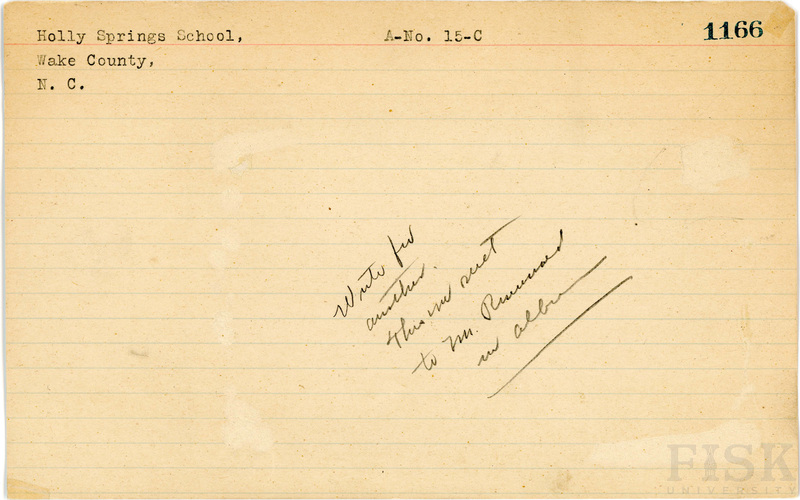 Holly Springs School, A-No. 15-C 1166
Wake County,
N. C.
Write for
another.
This one sent
to Mr.
in album
FISK
UNIVERSITY